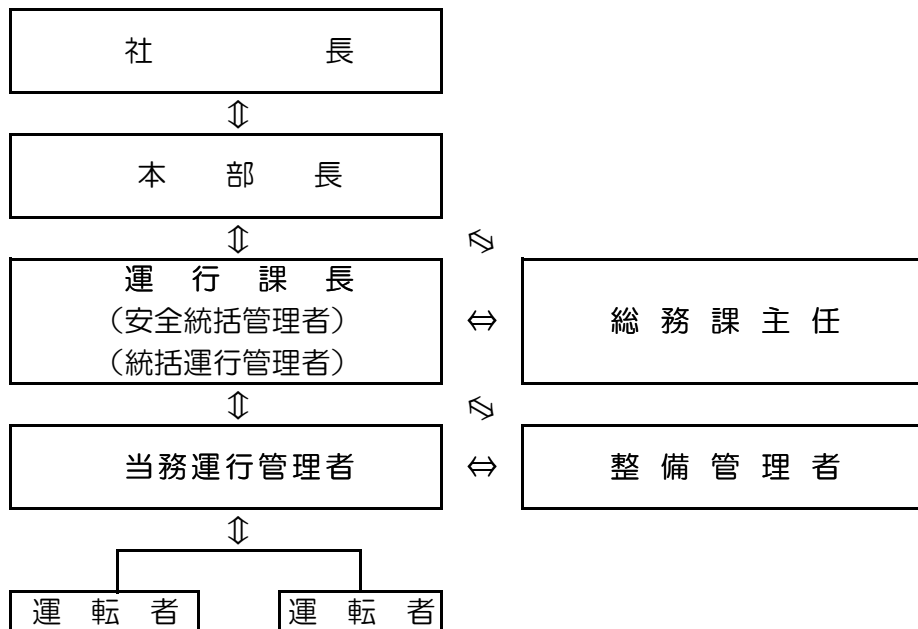 社長
⇕
本部長
⇕ ⇖⇘
運行課長
(安全統括管理者)
(統括運行管理者)
⇔ 総務課主任
⇕ ⇖⇘
当務運行管理者 ⇔ 整備管理者
⇕
運転者 運転者